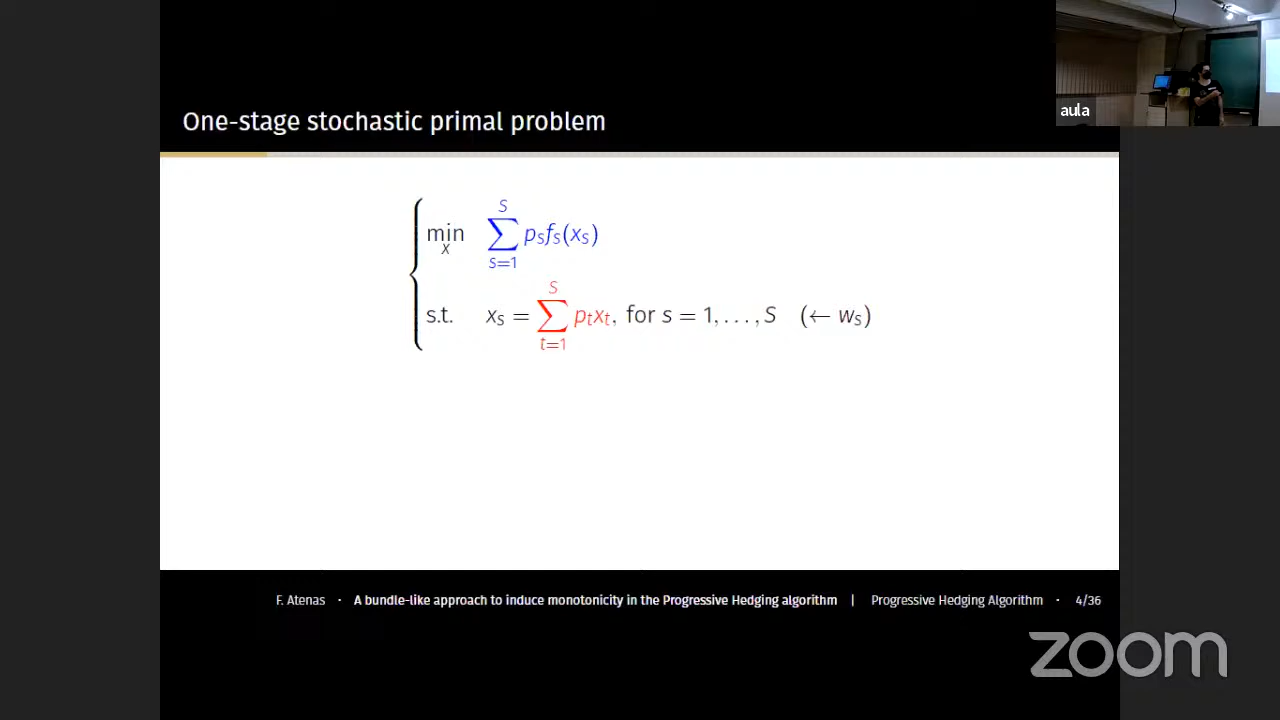 aula
One-stage stochastic primal problem
min_x ∑_{s=1}^{S} p_s f_s(x_s)
s.t. x_s = ∑_{t=1}^{S} p_t x_t, for s = 1, . . . , S (← w_s)
F. Atenas · A bundle-like approach to induce monotonicity in the Progressive Hedging algorithm | Progressive Hedging Algorithm · 4/36
zoom